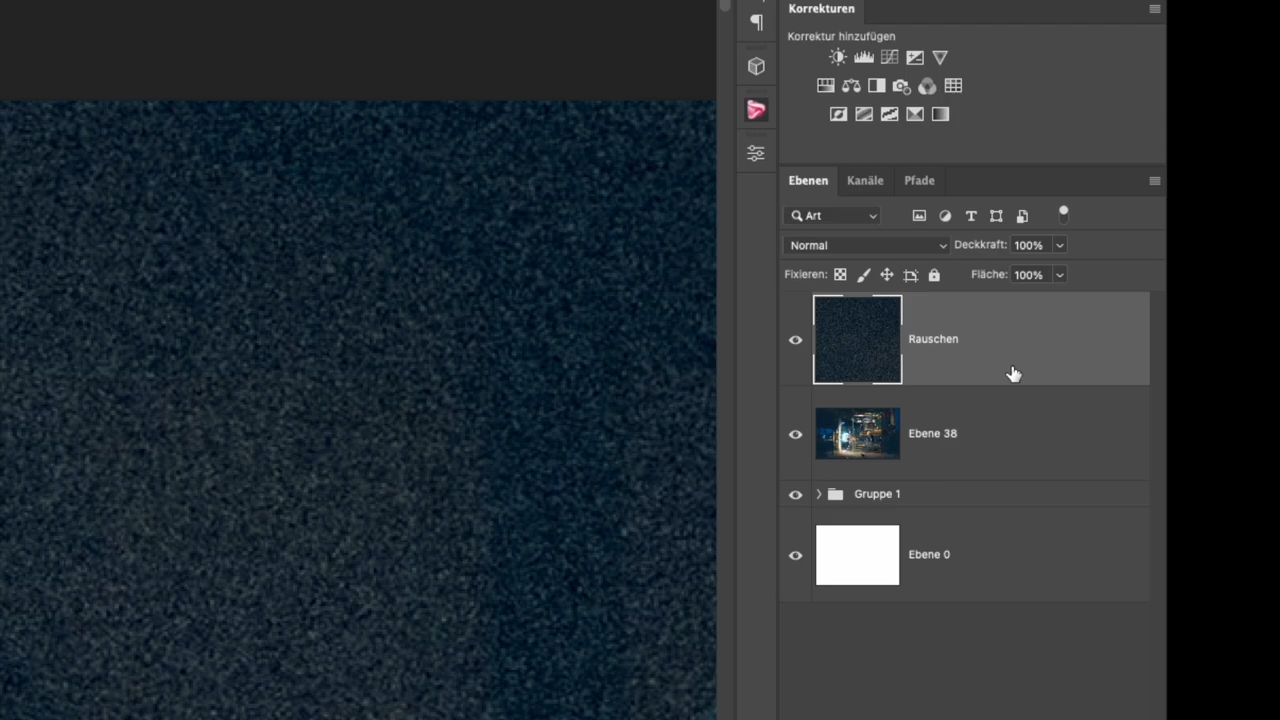 Korrekturen
Korrektur hinzufügen
Ebenen Kanäle Pfade
Art
Normal Deckkraft: 100%
Fixieren: Fläche: 100%
Rauschen
Ebene 38
Gruppe 1
Ebene 0